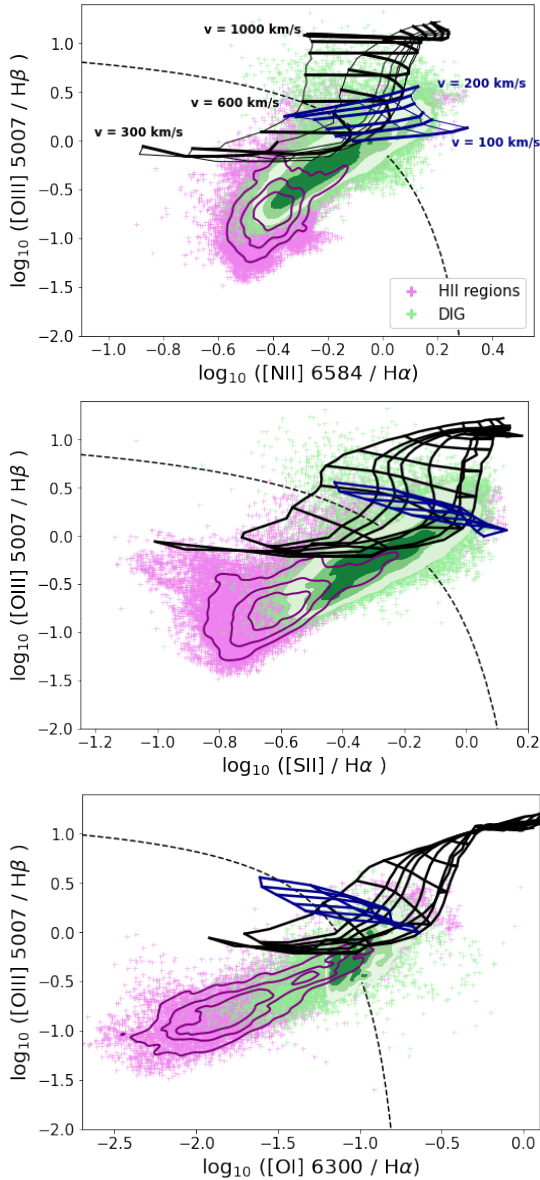 1.0
0.5
0.0
−0.5
−1.0
−1.5
−2.0
log₁₀ ([OIII] 5007 / Hβ)
v = 1000 km/s
v = 200 km/s
v = 600 km/s
v = 300 km/s
v = 100 km/s
HII regions
DIG
−1.0 −0.8 −0.6 −0.4 −0.2 0.0 0.2 0.4
log₁₀ ([NII] 6584 / Hα)
1.0
0.5
0.0
−0.5
−1.0
−1.5
−2.0
log₁₀ ([OIII] 5007 / Hβ)
−1.2 −1.0 −0.8 −0.6 −0.4 −0.2 0.0 0.2
log₁₀ ([SII] / Hα )
1.0
0.5
0.0
−0.5
−1.0
−1.5
−2.0
log₁₀ ([OIII] 5007 / Hβ)
−2.5 −2.0 −1.5 −1.0 −0.5 0.0
log₁₀ ([OI] 6300 / Hα)